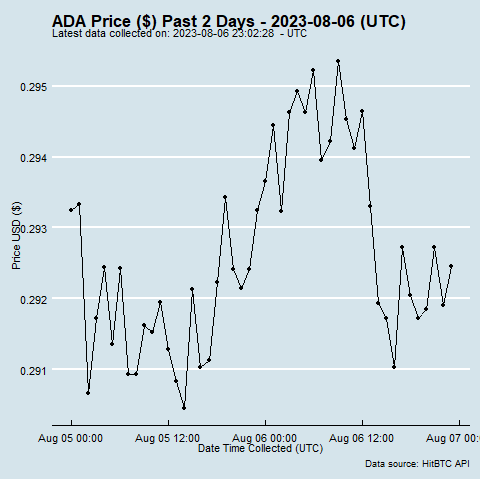 ADA Price ($) Past 2 Days - 2023-08-06 (UTC)
Latest data collected on: 2023-08-06 23:02:28 - UTC
0.295
0.294
0.293
0.292
0.291
Price USD ($)
Aug 05 00:00 Aug 05 12:00 Aug 06 00:00 Aug 06 12:00 Aug 07 00:0
Date Time Collected (UTC)
Data source: HitBTC API